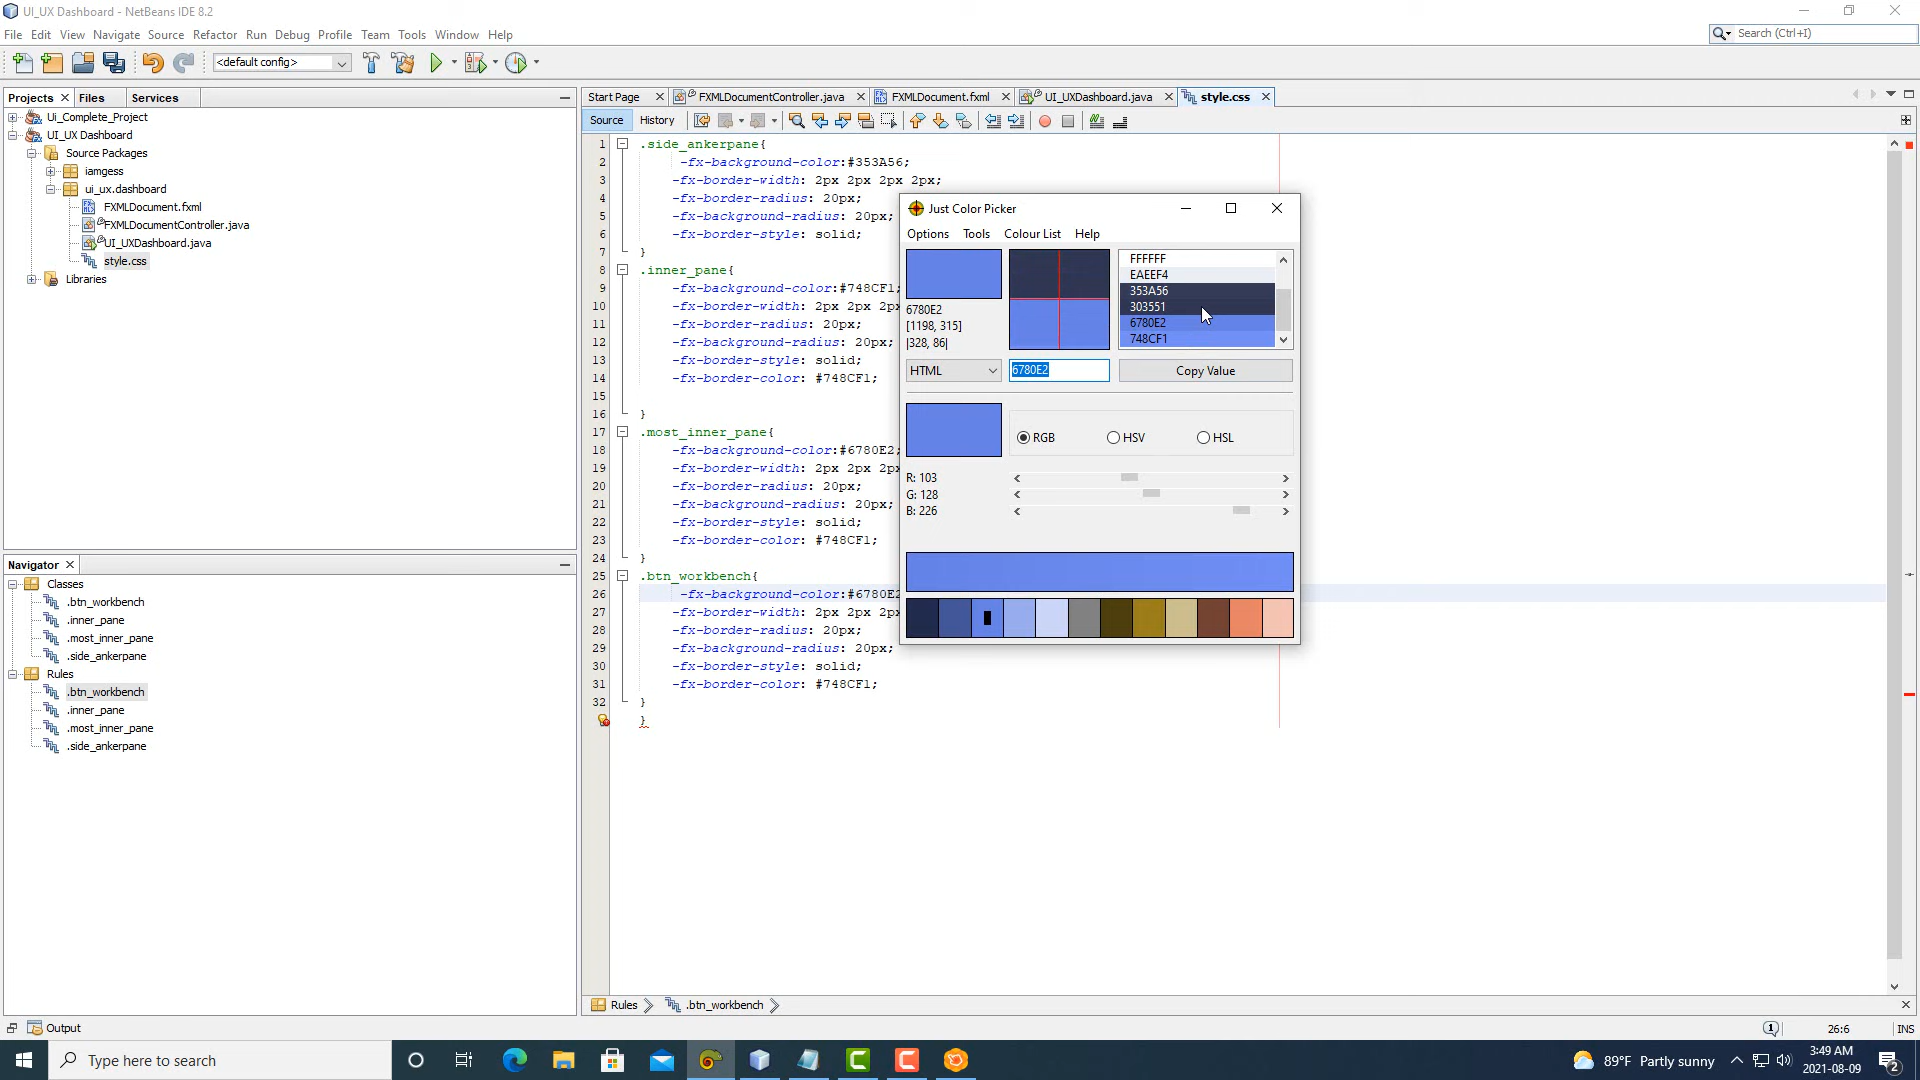 UI_UX Dashboard - NetBeans IDE 8.2
File Edit View Navigate Source Refactor Run Debug Profile Team Tools Window Help
Search (Ctrl+I)
<default config>
Projects Files Services
Ui_Complete_Project
UI_UX Dashboard
Source Packages
iamgess
ui_ux.dashboard
FXMLDocument.fxml
FXMLDocumentController.java
UI_UXDashboard.java
style.css
Libraries
Navigator
Classes
.btn_workbench
.inner_pane
.most_inner_pane
.side_ankerpane
Rules
.btn_workbench
.inner_pane
.most_inner_pane
.side_ankerpane
Start Page FXMLDocumentController.java FXMLDocument.fxml UI_UXDashboard.java style.css
Source History
1 .side_ankerpane{
2 -fx-background-color:#353A56;
3 -fx-border-width: 2px 2px 2px 2px;
4 -fx-border-radius: 20px;
5 -fx-background-radius: 20px;
6 -fx-border-style: solid;
7 }
8 .inner_pane{
9 -fx-background-color:#748CF1;
10 -fx-border-width: 2px 2px 2px
11 -fx-border-radius: 20px;
12 -fx-background-radius: 20px;
13 -fx-border-style: solid;
14 -fx-border-color: #748CF1;
15
16 }
17 .most_inner_pane{
18 -fx-background-color:#6780E2;
19 -fx-border-width: 2px 2px 2px
20 -fx-border-radius: 20px;
21 -fx-background-radius: 20px;
22 -fx-border-style: solid;
23 -fx-border-color: #748CF1;
24 }
25 .btn_workbench{
26 -fx-background-color:#6780E2
27 -fx-border-width: 2px 2px 2px
28 -fx-border-radius: 20px;
29 -fx-background-radius: 20px;
30 -fx-border-style: solid;
31 -fx-border-color: #748CF1;
32 }
}
Just Color Picker
Options Tools Colour List Help
6780E2
[1198, 315]
|328, 86|
FFFFFF
EAEEF4
353A56
303551
6780E2
748CF1
HTML 6780E2 Copy Value
RGB HSV HSL
R: 103
G: 128
B: 226
Rules .btn_workbench
Output
1 26:6 INS
Type here to search
89°F Partly sunny
3:49 AM
2021-08-09
2